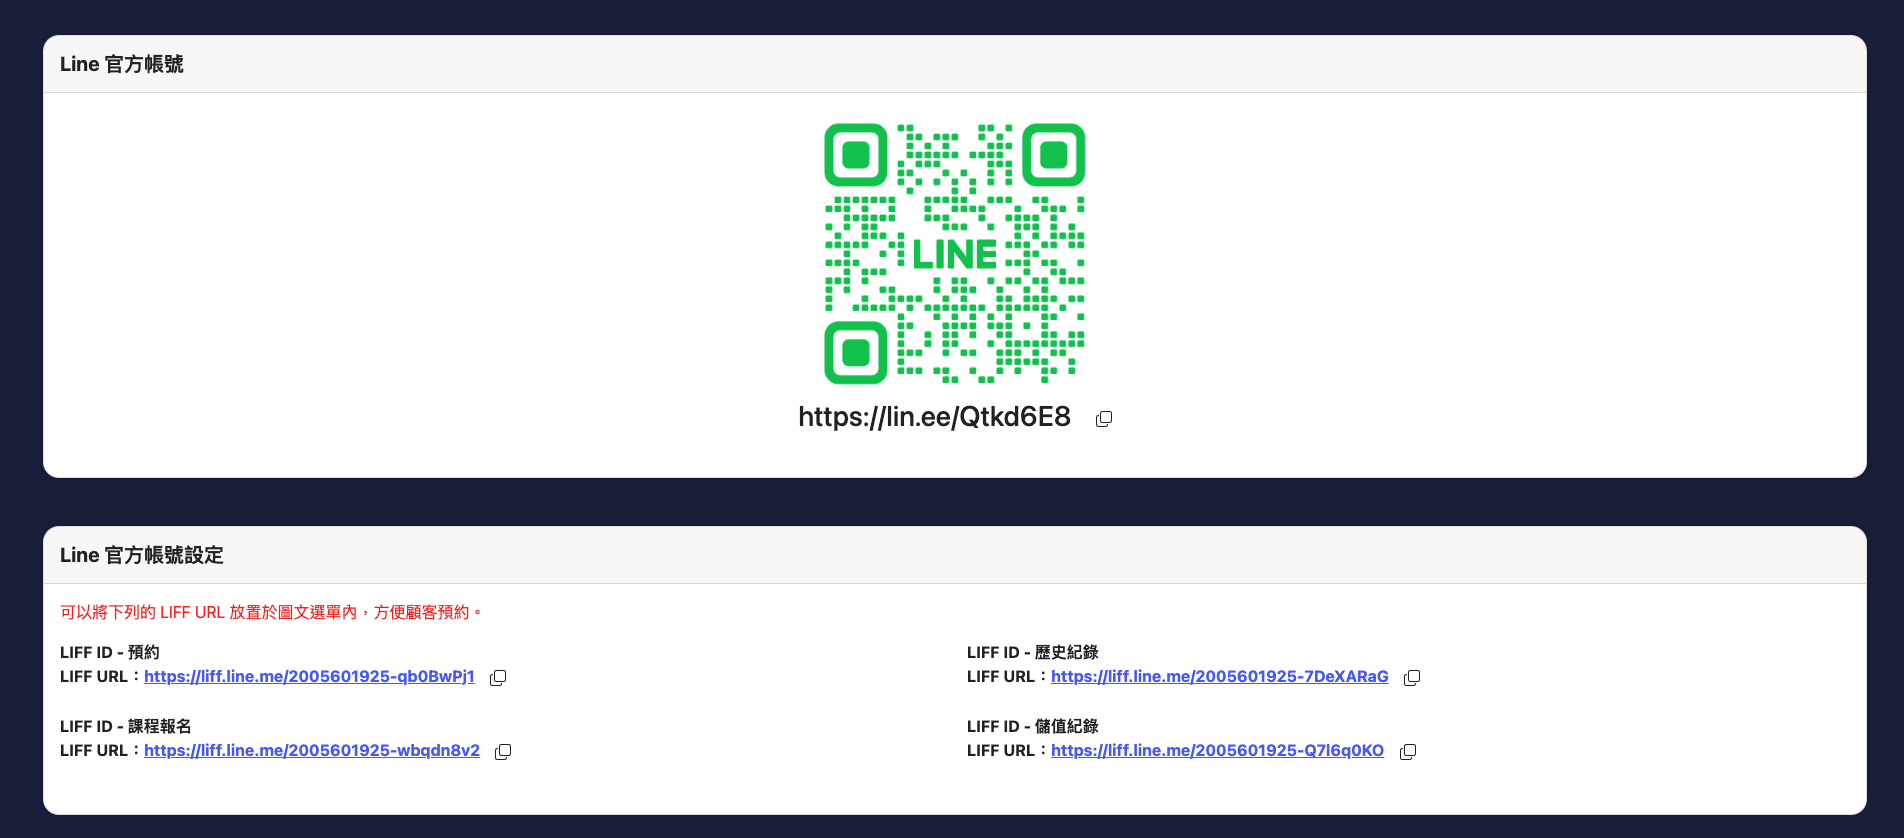 Line 官方帳號
LINE
https://lin.ee/Qtkd6E8
Line 官方帳號設定
可以將下列的 LIFF URL 放置於圖文選單內，方便顧客預約。
LIFF ID - 預約
LIFF URL：https://liff.line.me/2005601925-qb0BwPj1
LIFF ID - 歷史紀錄
LIFF URL：https://liff.line.me/2005601925-7DeXARaG
LIFF ID - 課程報名
LIFF URL：https://liff.line.me/2005601925-wbqdn8v2
LIFF ID - 儲值紀錄
LIFF URL：https://liff.line.me/2005601925-Q7l6q0KO